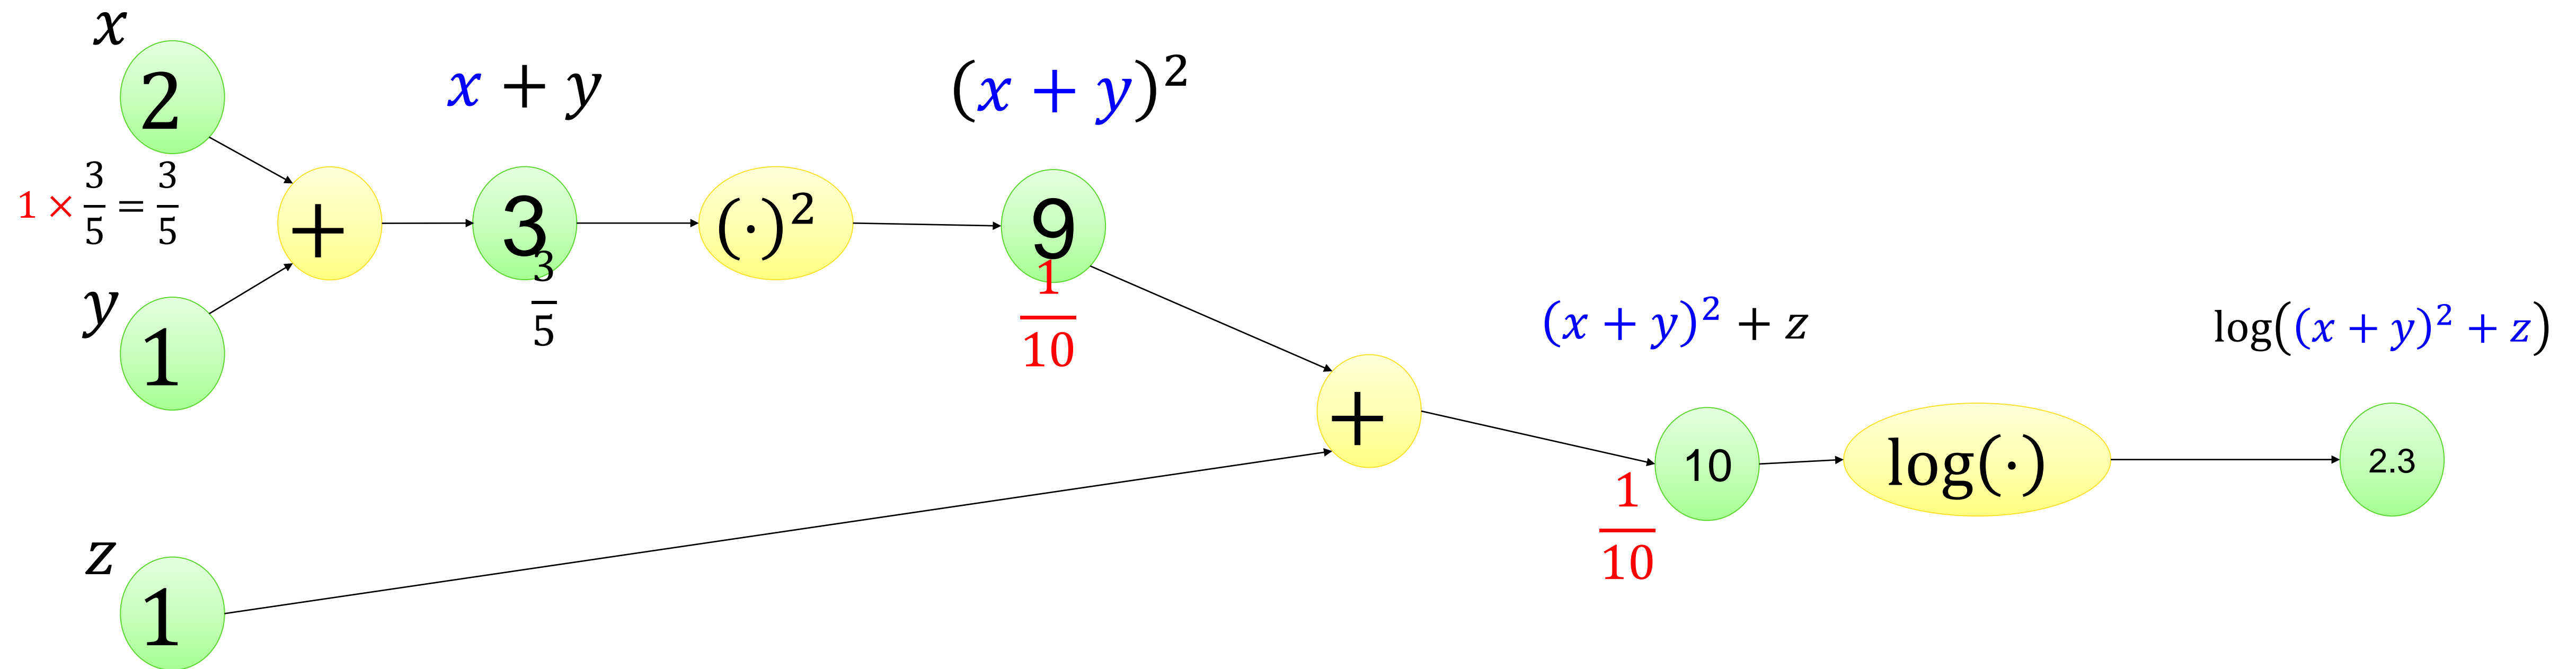 x
2
x + y
(x + y)²
1 × 3/5 = 3/5
+
3
3/5
(·)²
9
1/10
y
1
(x + y)² + z
log((x + y)² + z)
+
10
1/10
log(·)
2.3
z
1